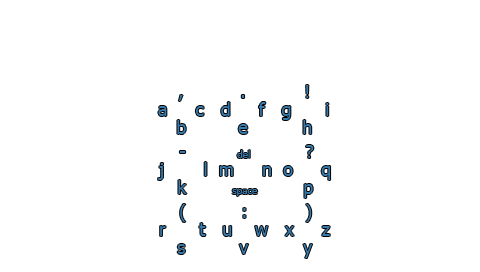 , . !
a c d f g i
b e h
- del ?
j l m n o q
k space p
( : )
r t u w x z
s v y